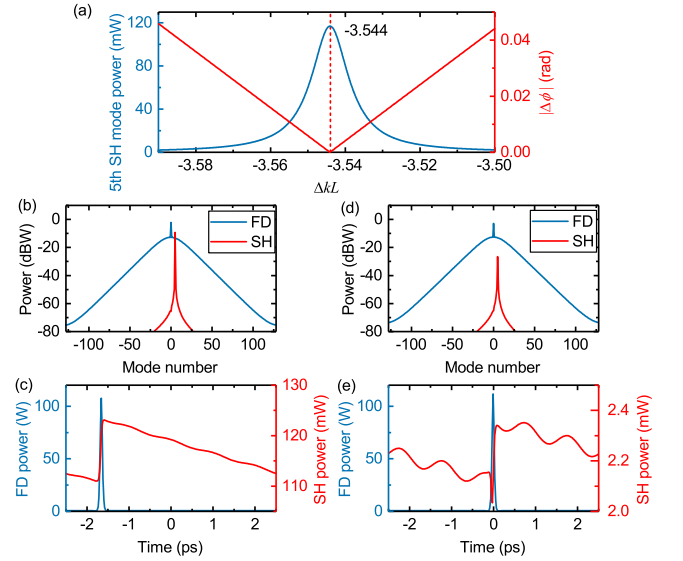 (a)
5th SH mode power (mW)
120
80
40
0
-3.544
0.04
0.02
0.00
|Δϕ| (rad)
-3.58
-3.56
-3.54
-3.52
-3.50
ΔkL
(b)
Power (dBW)
0
-20
-40
-60
-80
FD
SH
-100
-50
0
50
100
Mode number
(d)
Power (dBW)
0
-20
-40
-60
-80
FD
SH
-100
-50
0
50
100
Mode number
(c)
FD power (W)
100
50
0
130
120
110
SH power (mW)
-2
-1
0
1
2
Time (ps)
(e)
FD power (W)
100
50
0
2.4
2.2
2.0
SH power (mW)
-2
-1
0
1
2
Time (ps)